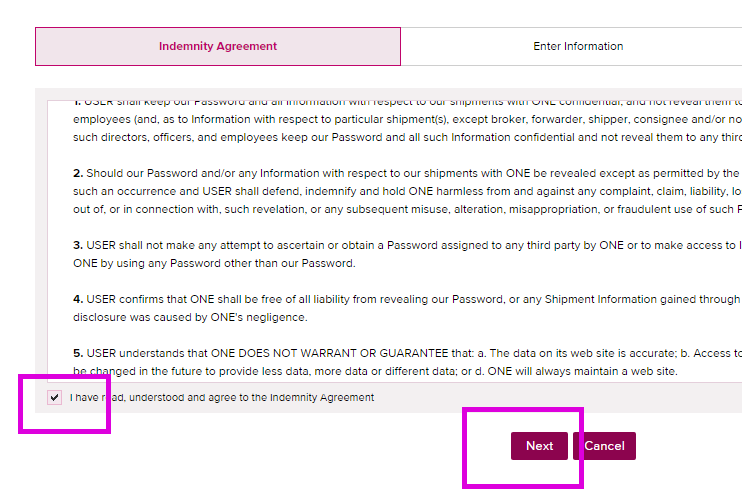 Indemnity Agreement
Enter Information
1. USER shall keep our Password and all Information with respect to our shipments with ONE confidential, and not reveal them to
employees (and, as to Information with respect to particular shipment(s), except broker, forwarder, shipper, consignee and/or no
such directors, officers, and employees keep our Password and all such Information confidential and not reveal them to any third
2. Should our Password and/or any Information with respect to our shipments with ONE be revealed except as permitted by the
such an occurrence and USER shall defend, indemnify and hold ONE harmless from and against any complaint, claim, liability, lo
out of, or in connection with, such revelation, or any subsequent misuse, alteration, misappropriation, or fraudulent use of such P
3. USER shall not make any attempt to ascertain or obtain a Password assigned to any third party by ONE or to make access to I
ONE by using any Password other than our Password.
4. USER confirms that ONE shall be free of all liability from revealing our Password, or any Shipment Information gained through
disclosure was caused by ONE's negligence.
5. USER understands that ONE DOES NOT WARRANT OR GUARANTEE that: a. The data on its web site is accurate; b. Access to
be changed in the future to provide less data, more data or different data; or d. ONE will always maintain a web site.
I have read, understood and agree to the Indemnity Agreement
Next
Cancel